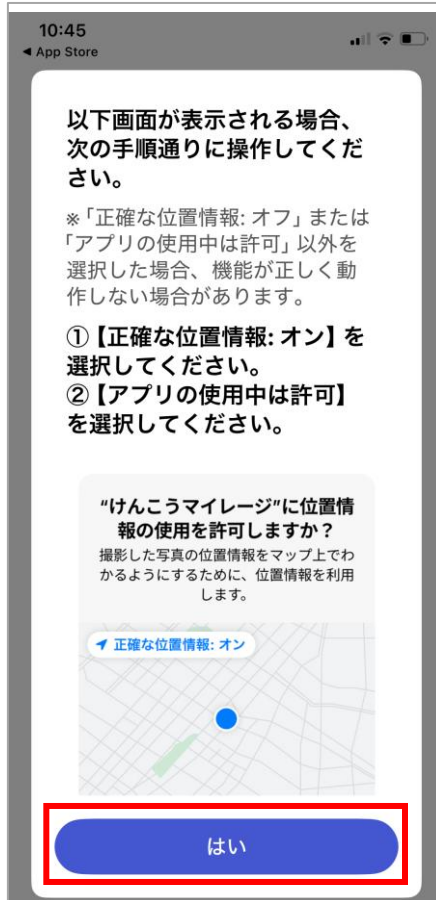 10:45
◀ App Store
以下画面が表示される場合、
次の手順通りに操作してくだ
さい。
※「正確な位置情報: オフ」または
「アプリの使用中は許可」以外を
選択した場合、機能が正しく動
作しない場合があります。
①【正確な位置情報: オン】を
選択してください。
②【アプリの使用中は許可】
を選択してください。
“けんこうマイレージ”に位置情
報の使用を許可しますか？
撮影した写真の位置情報をマップ上でわ
かるようにするために、位置情報を利用
します。
正確な位置情報: オン
はい